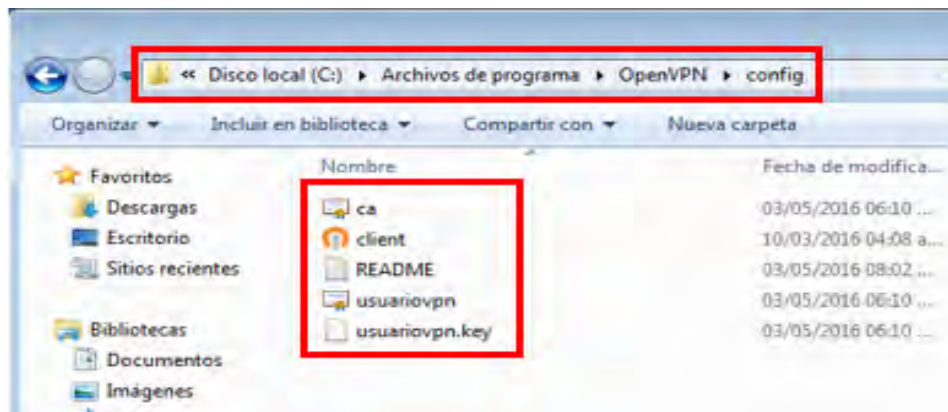 « Disco local (C:) ▸ Archivos de programa ▸ OpenVPN ▸ config
Organizar ▾ Incluir en biblioteca ▾ Compartir con ▾ Nueva carpeta
Favoritos
Descargas
Escritorio
Sitios recientes
Bibliotecas
Documentos
Imágenes
Nombre Fecha de modifica...
ca 03/05/2016 06:10 ...
client 10/03/2016 04:08 a...
README 03/05/2016 08:02 ...
usuariovpn 03/05/2016 06:10 ...
usuariovpn.key 03/05/2016 06:10 ...